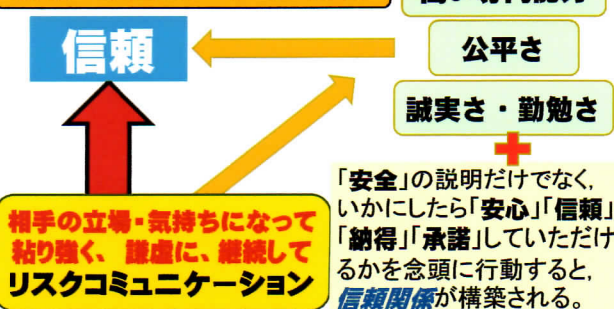 信頼
公平さ
誠実さ・勤勉さ
「安全」の説明だけでなく,
いかにしたら「安心」「信頼」
「納得」「承諾」していただけ
るかを念頭に行動すると,
信頼関係が構築される。
相手の立場・気持ちになって
粘り強く、謙虚に、継続して
リスクコミュニケーション